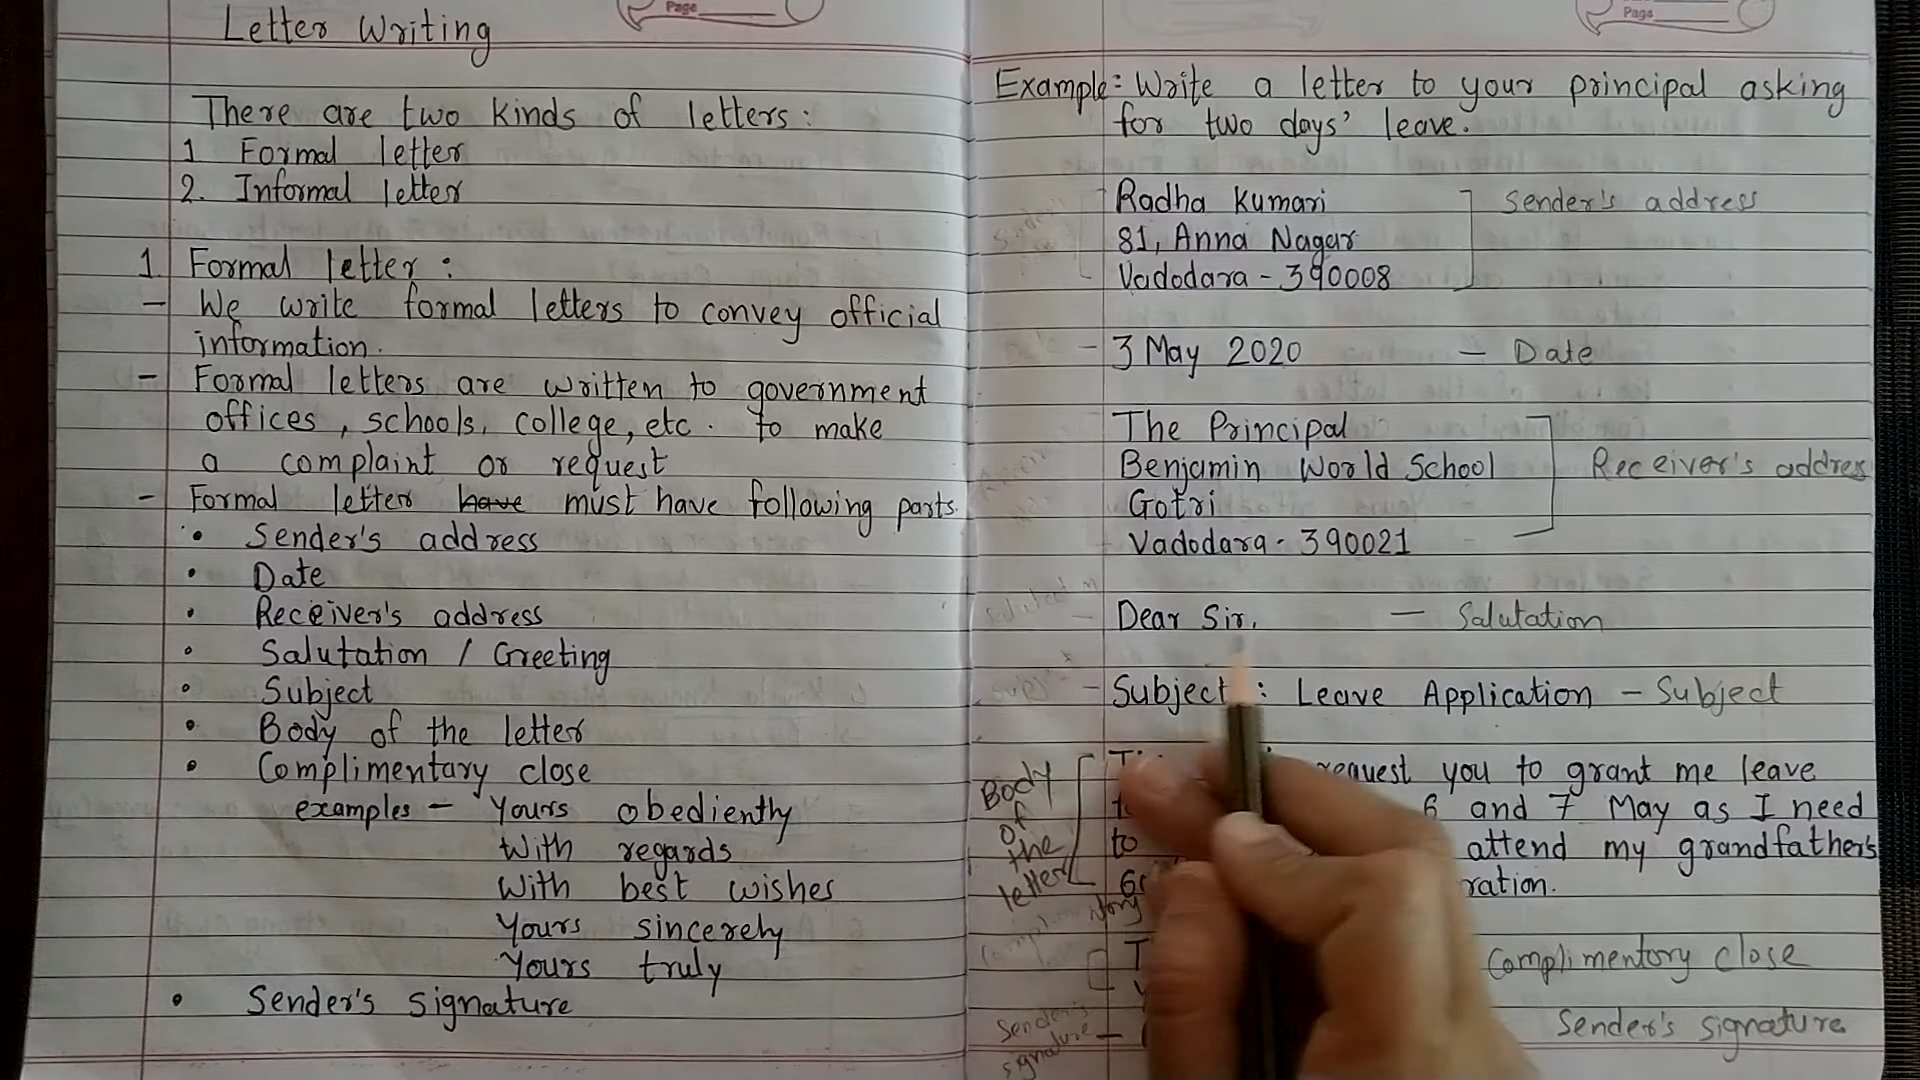 Page
Letter Writing
There are two kinds of letters:
1 Formal letter
2. Informal letter
1. Formal letter :
- We write formal letters to convey official
information.
- Formal letters are written to government
offices, schools, college, etc. to make
a complaint or request
- Formal letter have must have following parts.
• Sender's address
• Date
• Receiver's address
• Salutation / Greeting
• Subject
• Body of the letter
• Complimentary close
examples - Yours obediently
With regards
With best wishes
Yours sincerely
Yours truly
• Sender's signature
Page
Example: Write a letter to your principal asking
for two days' leave.
Radha Kumari Sender's address
81, Anna Nagar
Vadodara - 390008
- 3 May 2020 - Date
The Principal
Benjamin World School Receiver's addres
Gotri
Vadodara - 390021
Dear Sir, - Salutation
- Subject : Leave Application - Subject
Body of the letter
request you to grant me leave
6 and 7 May as I need
to attend my grandfather's
60 ration.
Complimentory close
Sender's signature - Sender's signature